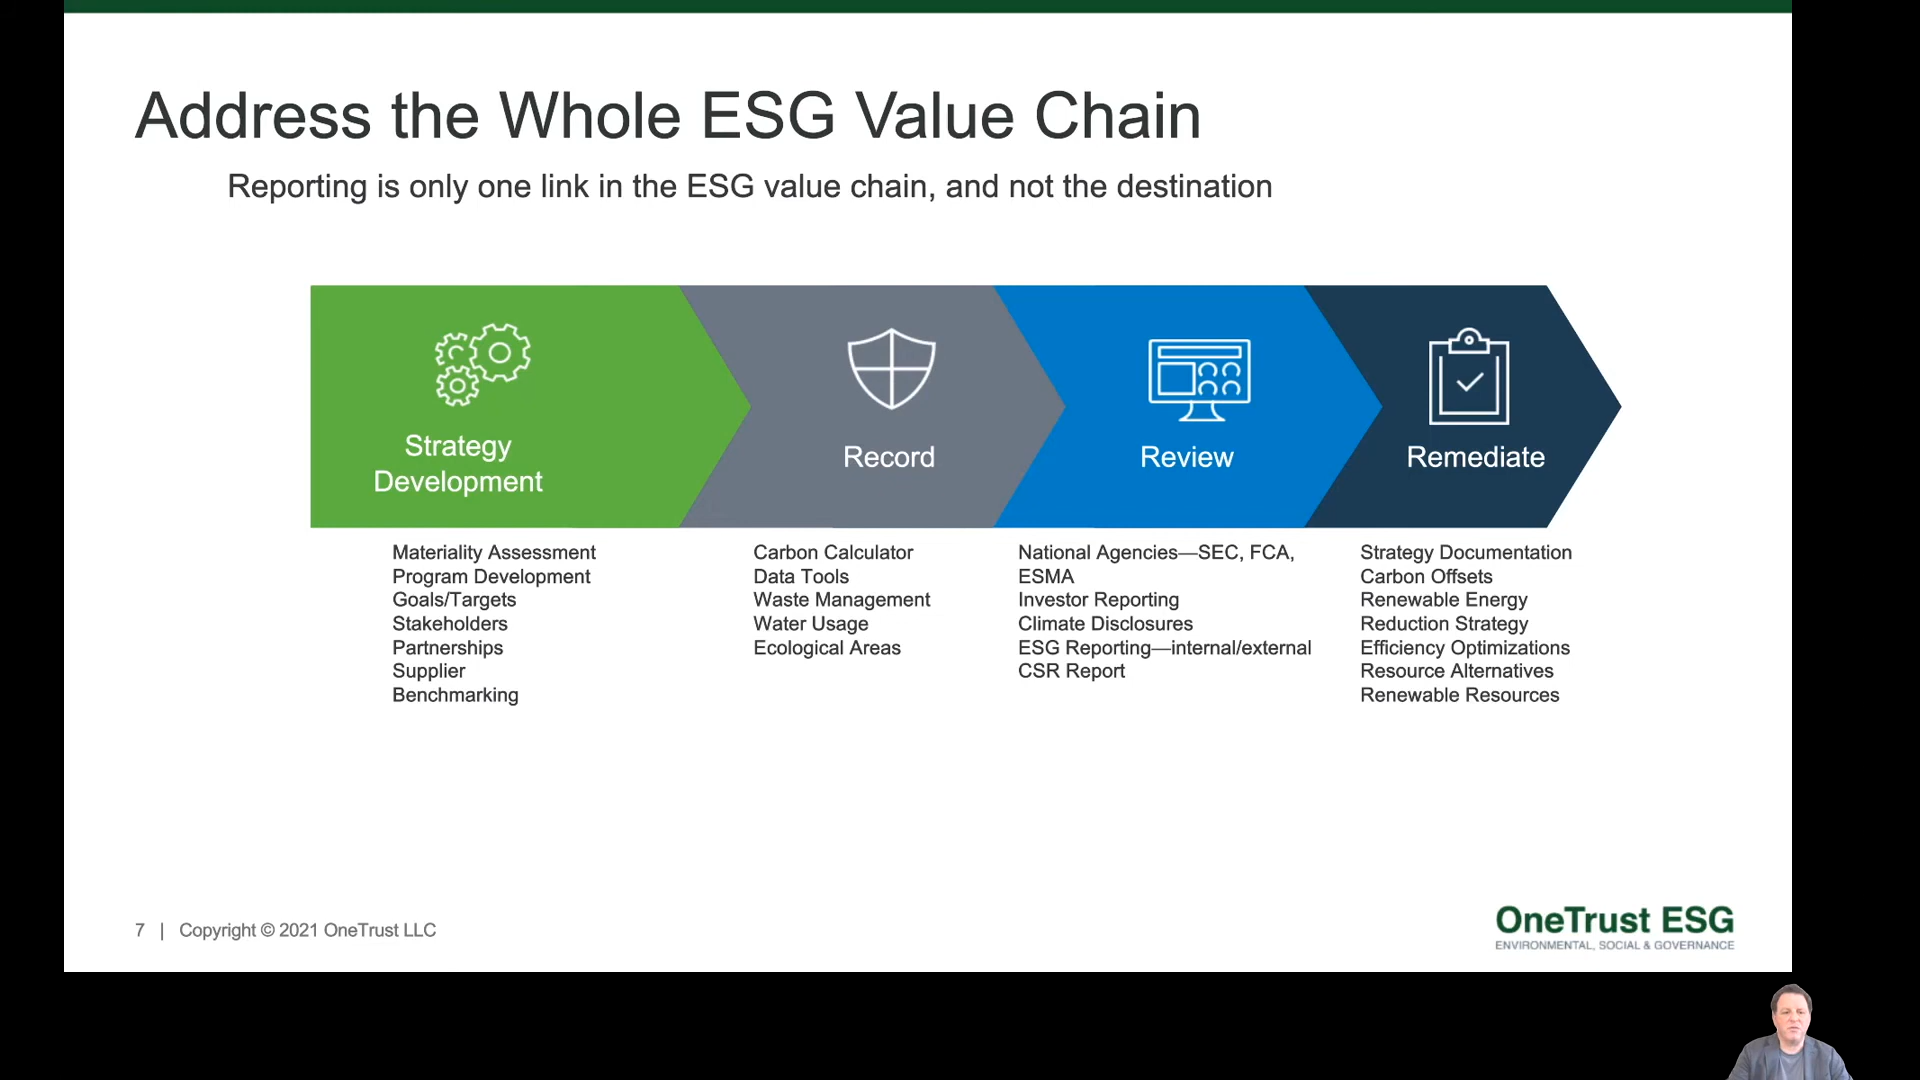 Address the Whole ESG Value Chain
Reporting is only one link in the ESG value chain, and not the destination
Strategy
Development
Record
Review
Remediate
Materiality Assessment
Program Development
Goals/Targets
Stakeholders
Partnerships
Supplier
Benchmarking
Carbon Calculator
Data Tools
Waste Management
Water Usage
Ecological Areas
National Agencies—SEC, FCA,
ESMA
Investor Reporting
Climate Disclosures
ESG Reporting—internal/external
CSR Report
Strategy Documentation
Carbon Offsets
Renewable Energy
Reduction Strategy
Efficiency Optimizations
Resource Alternatives
Renewable Resources
7 | Copyright © 2021 OneTrust LLC
OneTrust ESG
ENVIRONMENTAL, SOCIAL & GOVERNANCE